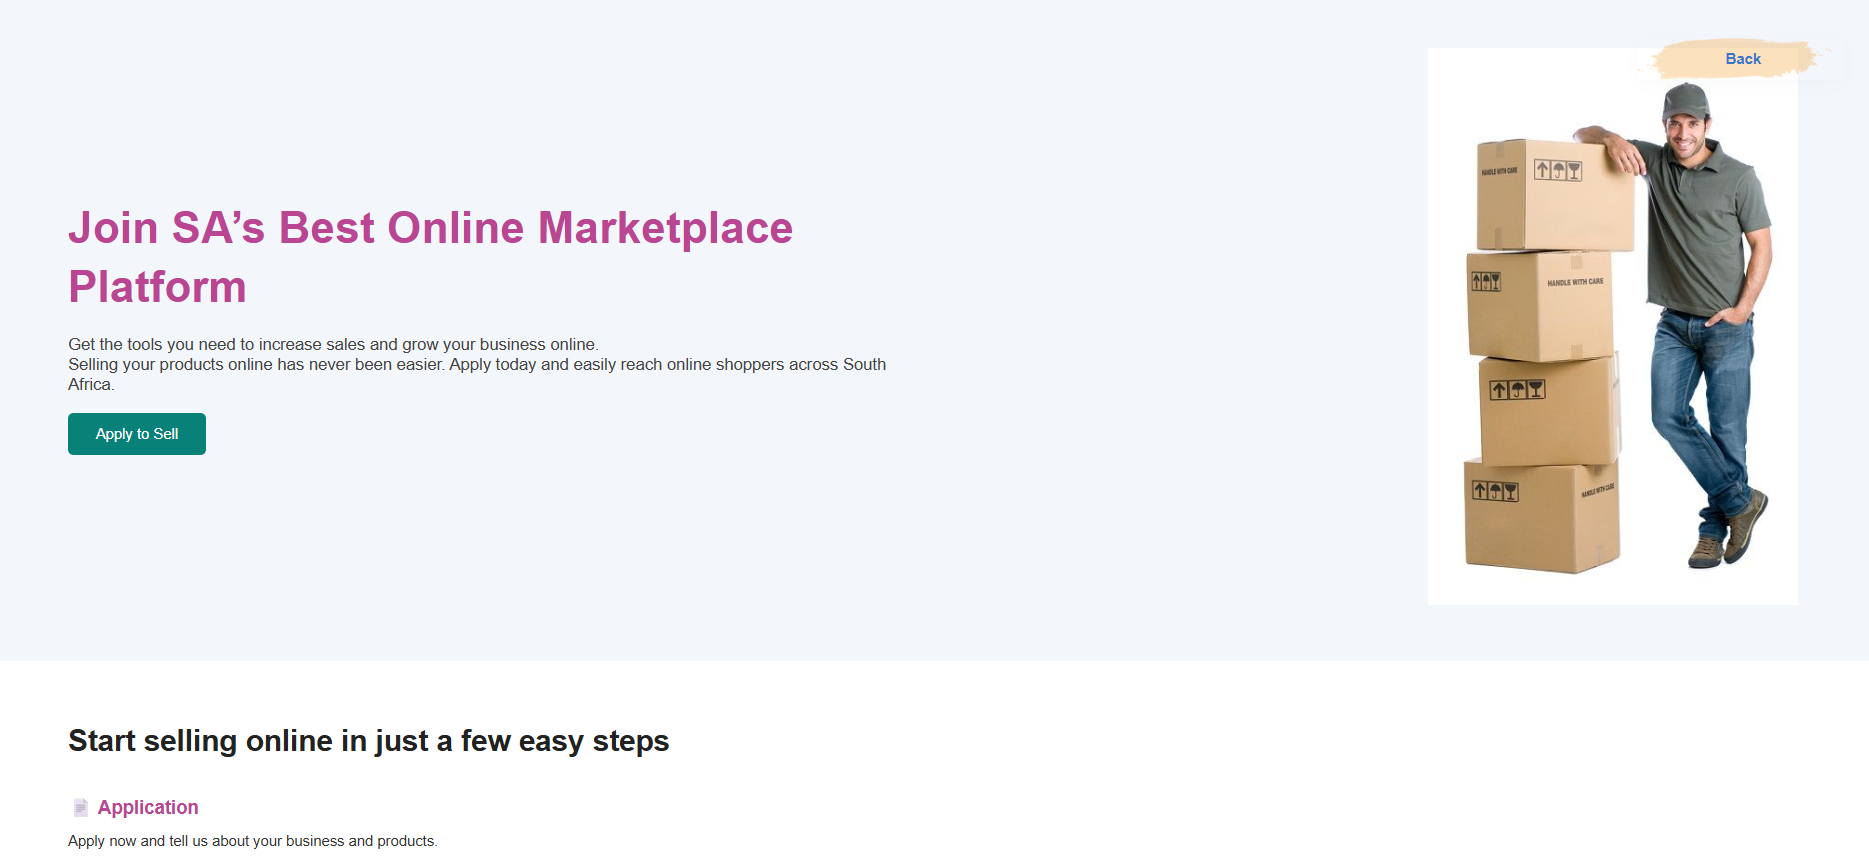 Back
Join SA’s Best Online Marketplace
Platform
Get the tools you need to increase sales and grow your business online.
Selling your products online has never been easier. Apply today and easily reach online shoppers across South
Africa.
Apply to Sell
HANDLE WITH CARE
HANDLE WITH CARE
HANDLE WITH CARE
Start selling online in just a few easy steps
Application
Apply now and tell us about your business and products.